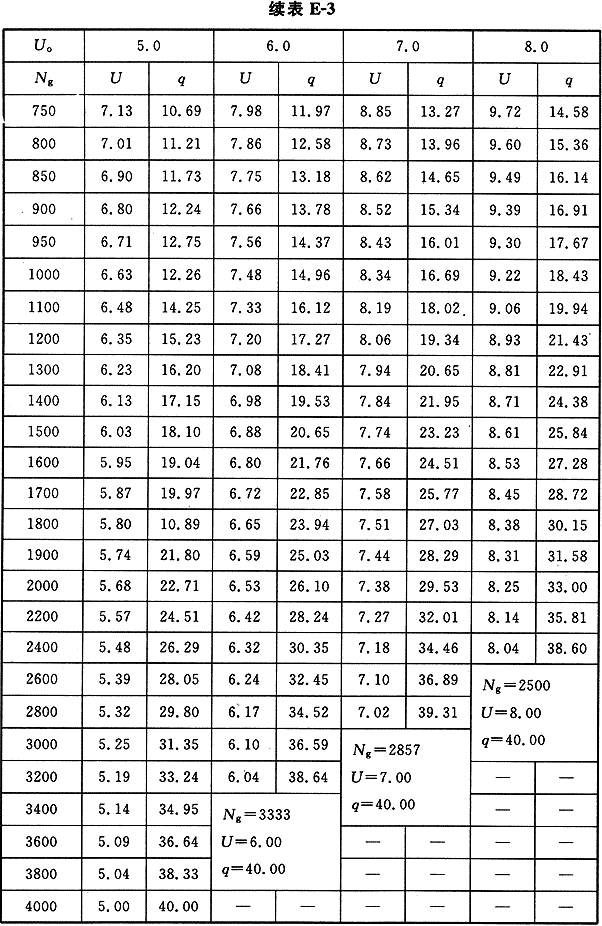 续表 E-3
U₀ 5.0 6.0 7.0 8.0
Ng U q U q U q U q
750 7.13 10.69 7.98 11.97 8.85 13.27 9.72 14.58
800 7.01 11.21 7.86 12.58 8.73 13.96 9.60 15.36
850 6.90 11.73 7.75 13.18 8.62 14.65 9.49 16.14
900 6.80 12.24 7.66 13.78 8.52 15.34 9.39 16.91
950 6.71 12.75 7.56 14.37 8.43 16.01 9.30 17.67
1000 6.63 12.26 7.48 14.96 8.34 16.69 9.22 18.43
1100 6.48 14.25 7.33 16.12 8.19 18.02 9.06 19.94
1200 6.35 15.23 7.20 17.27 8.06 19.34 8.93 21.43
1300 6.23 16.20 7.08 18.41 7.94 20.65 8.81 22.91
1400 6.13 17.15 6.98 19.53 7.84 21.95 8.71 24.38
1500 6.03 18.10 6.88 20.65 7.74 23.23 8.61 25.84
1600 5.95 19.04 6.80 21.76 7.66 24.51 8.53 27.28
1700 5.87 19.97 6.72 22.85 7.58 25.77 8.45 28.72
1800 5.80 10.89 6.65 23.94 7.51 27.03 8.38 30.15
1900 5.74 21.80 6.59 25.03 7.44 28.29 8.31 31.58
2000 5.68 22.71 6.53 26.10 7.38 29.53 8.25 33.00
2200 5.57 24.51 6.42 28.24 7.27 32.01 8.14 35.81
2400 5.48 26.29 6.32 30.35 7.18 34.46 8.04 38.60
2600 5.39 28.05 6.24 32.45 7.10 36.89 Ng=2500
2800 5.32 29.80 6.17 34.52 7.02 39.31 U=8.00
3000 5.25 31.35 6.10 36.59 Ng=2857 q=40.00
3200 5.19 33.24 6.04 38.64 U=7.00 — —
3400 5.14 34.95 Ng=3333 q=40.00 — —
3600 5.09 36.64 U=6.00 — — — —
3800 5.04 38.33 q=40.00 — — — —
4000 5.00 40.00 — — — — — —